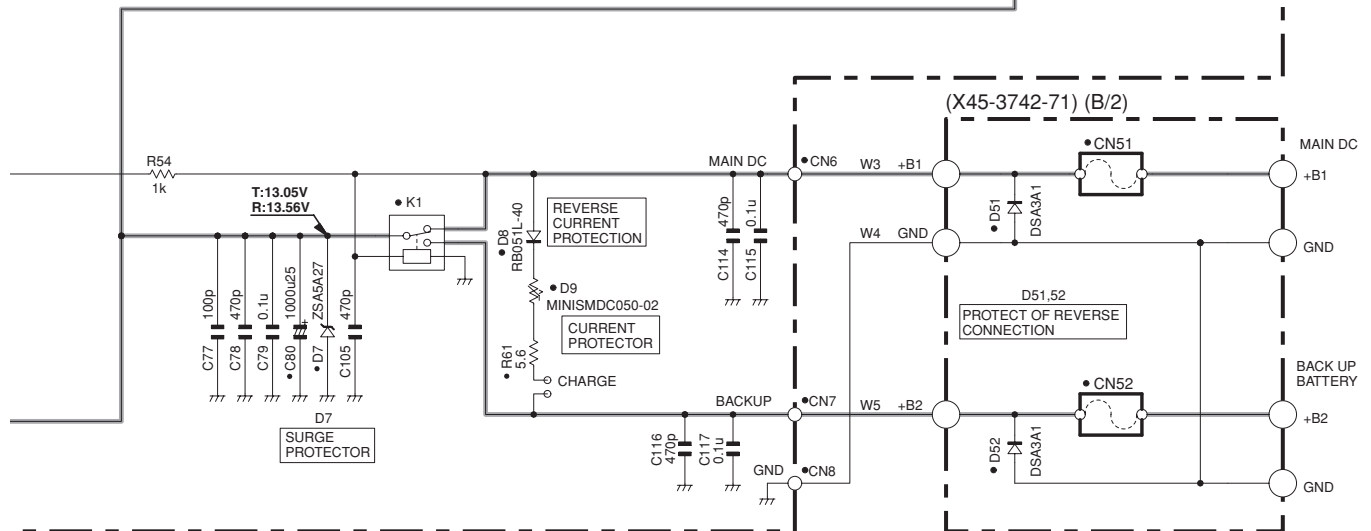 (X45-3742-71) (B/2)
R54
1k
T:13.05V
R:13.56V
● K1
● D8
RB051L-40
REVERSE
CURRENT
PROTECTION
● D9
MINISMDC050-02
CURRENT
PROTECTOR
● R61
5.6
CHARGE
MAIN DC
● CN6
W3
+B1
● CN51
MAIN DC
+B1
C114
470p
C115
0.1u
W4
GND
● D51
DSA3A1
GND
C77
100p
C78
470p
C79
0.1u
● C80
1000u25
+
● D7
ZSA5A27
C105
470p
D7
SURGE
PROTECTOR
D51,52
PROTECT OF REVERSE
CONNECTION
BACKUP
● CN7
W5
+B2
● CN52
BACK UP
BATTERY
+B2
C116
470p
C117
0.1u
GND
● CN8
● D52
DSA3A1
GND